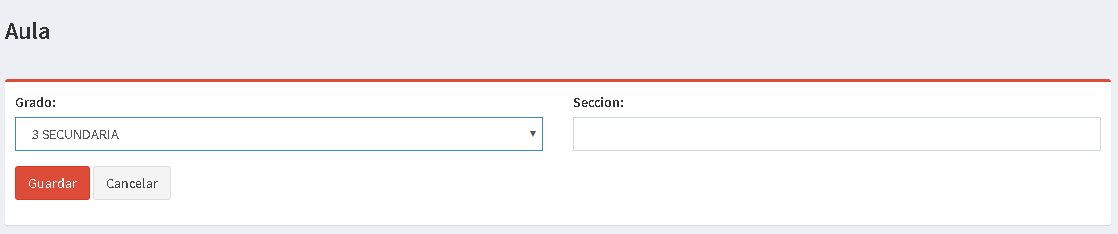 Aula
Grado: Seccion:
3 SECUNDARIA
Guardar Cancelar